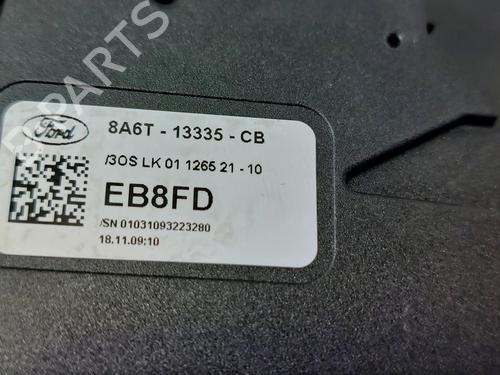 B-PARTS
Ford
8A6T - 13335 - CB
/3OS LK 01 1265 21 - 10
EB8FD
/SN 01031093223280
18.11.09:10